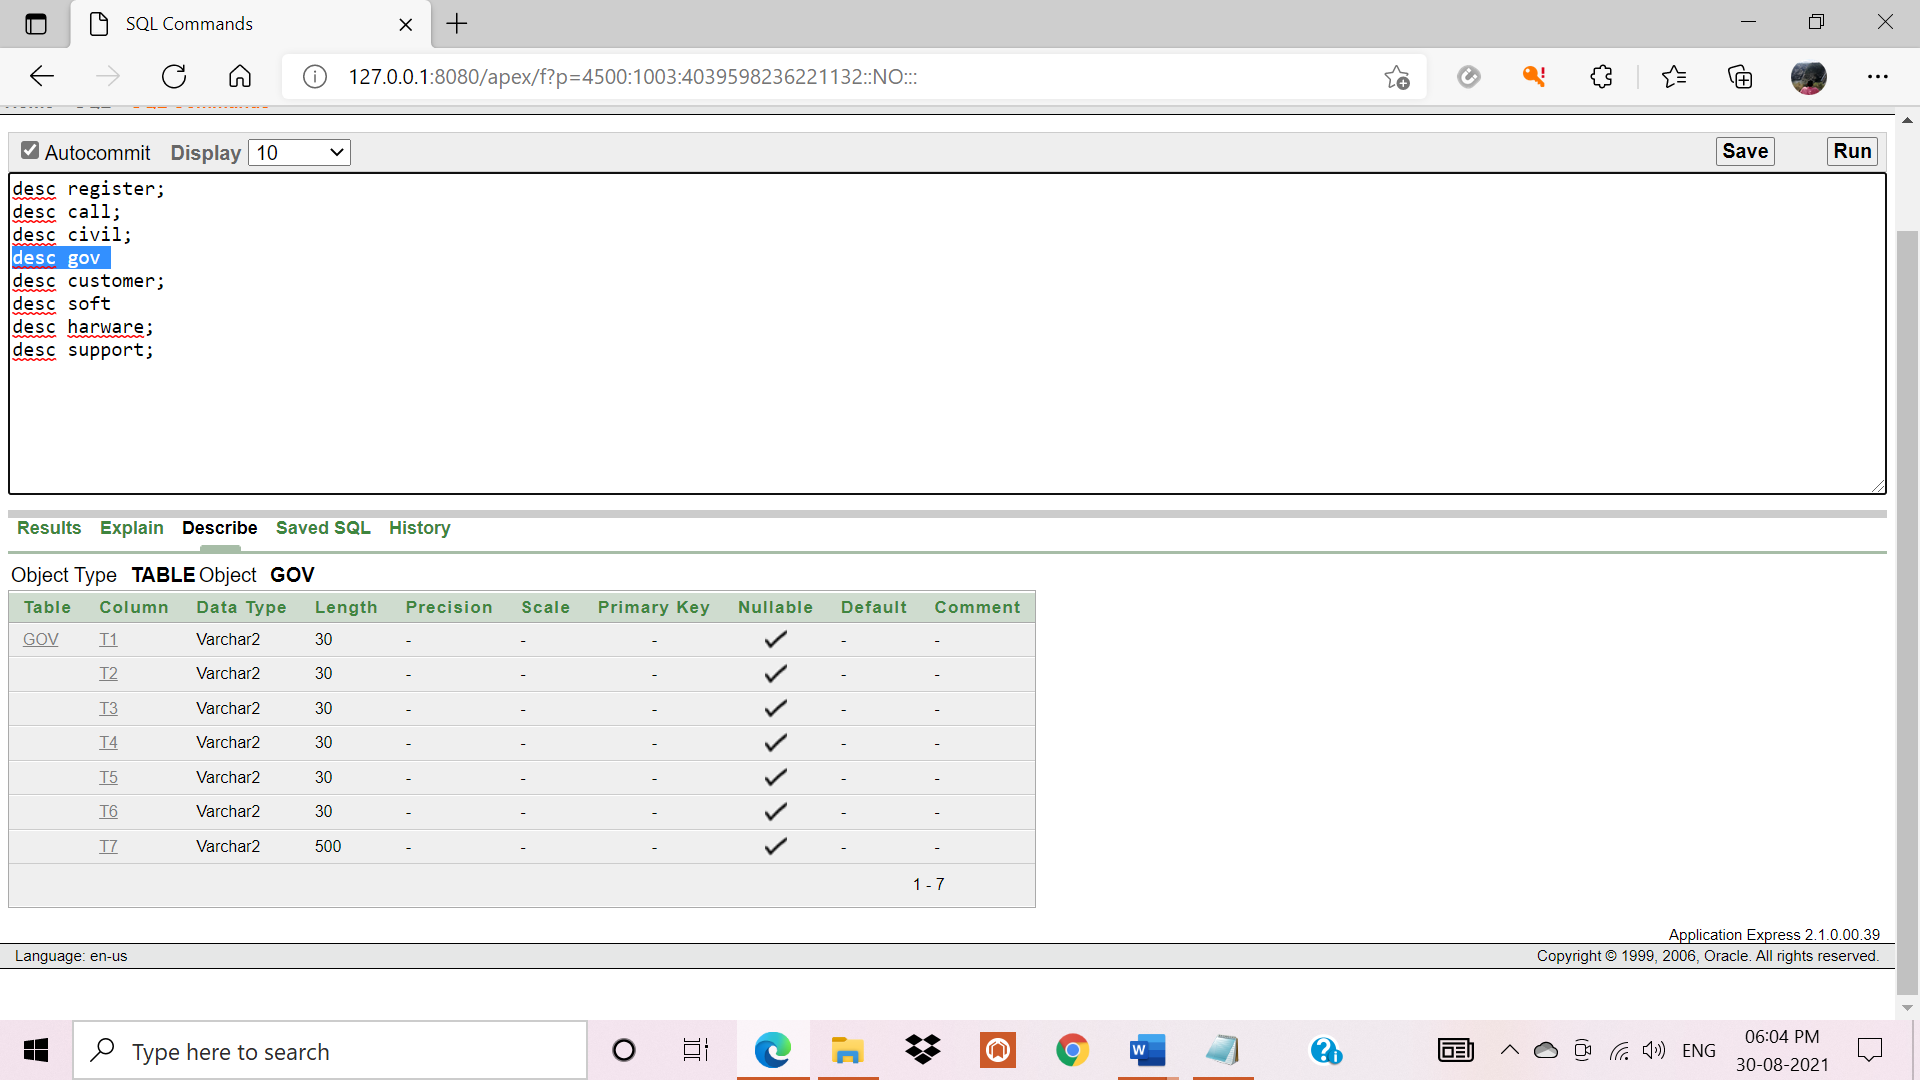 SQL Commands
127.0.0.1:8080/apex/f?p=4500:1003:4039598236221132::NO:::
Autocommit Display 10 Save Run
desc register;
desc call;
desc civil;
desc gov
desc customer;
desc soft
desc harware;
desc support;
Results Explain Describe Saved SQL History
Object Type TABLE Object GOV
Table Column Data Type Length Precision Scale Primary Key Nullable Default Comment
GOV T1 Varchar2 30 - - - - -
T2 Varchar2 30 - - - - -
T3 Varchar2 30 - - - - -
T4 Varchar2 30 - - - - -
T5 Varchar2 30 - - - - -
T6 Varchar2 30 - - - - -
T7 Varchar2 500 - - - - -
1 - 7
Application Express 2.1.0.00.39
Language: en-us Copyright © 1999, 2006, Oracle. All rights reserved.
Type here to search
W
ENG
06:04 PM
30-08-2021